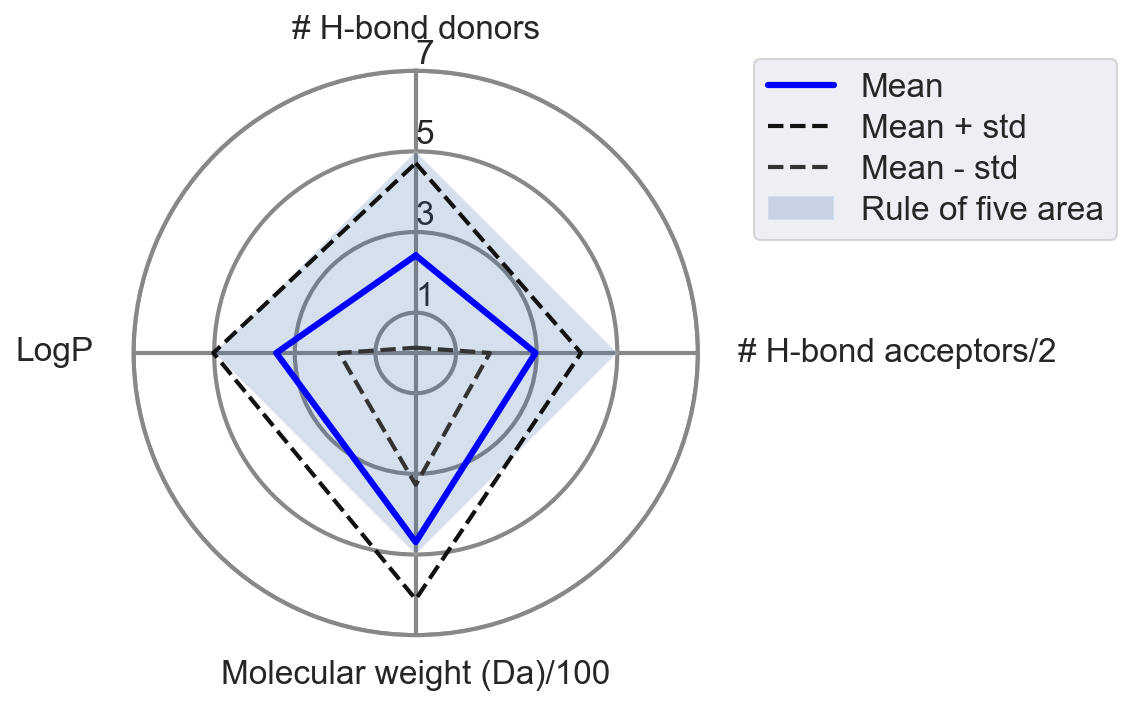 # H-bond donors
7
5
3
1
LogP
# H-bond acceptors/2
Molecular weight (Da)/100
Mean
Mean + std
Mean - std
Rule of five area